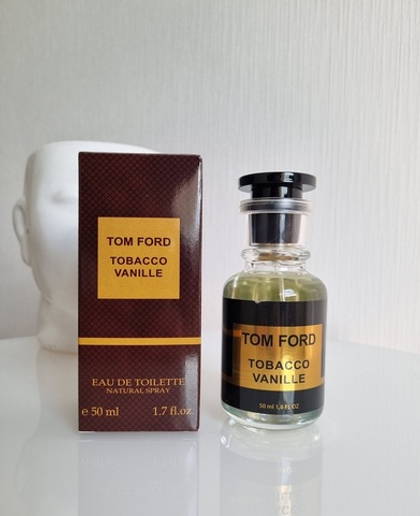 TOM FORD
TOBACCO
VANILLE
EAU DE TOILETTE
NATURAL SPRAY
e 50 ml 1.7 fl.oz.
TOM FORD
TOBACCO
VANILLE
50 ml 1,6 FL OZ